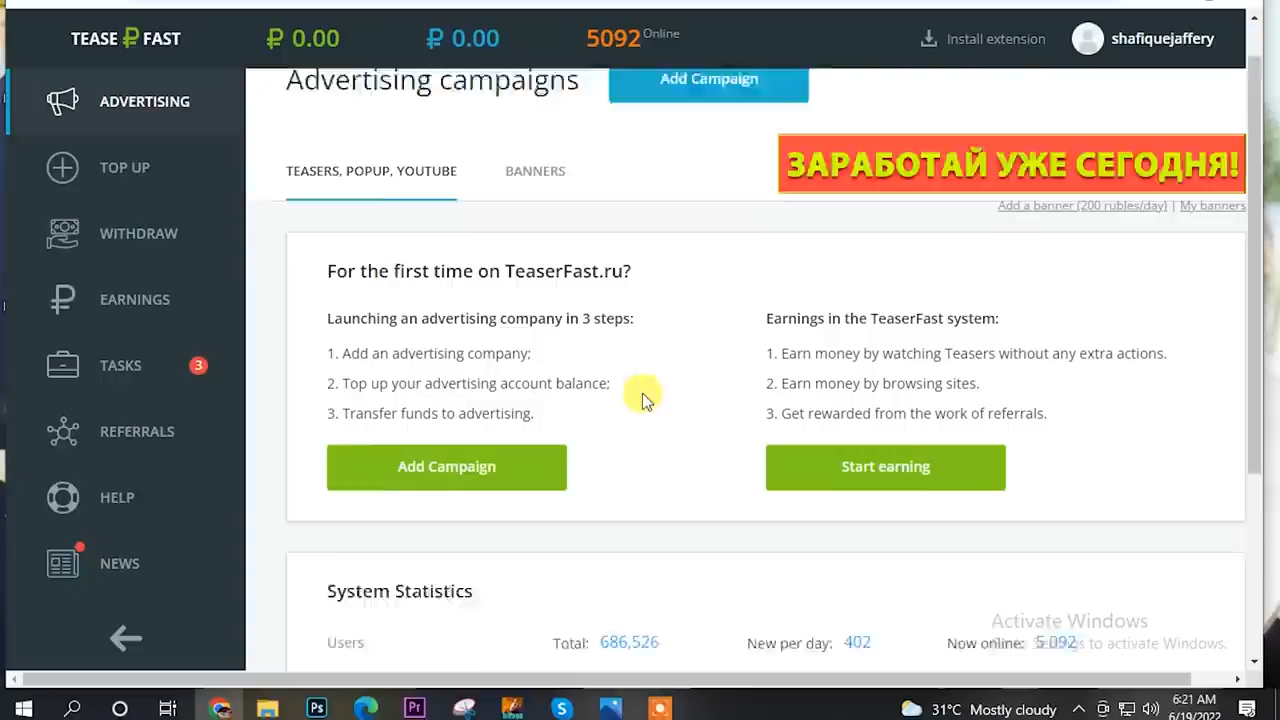 TEASE ₽ FAST
₽ 0.00
₽ 0.00
5092 Online
Install extension
shafiquejaffery
ADVERTISING
TOP UP
WITHDRAW
EARNINGS
TASKS
3
REFERRALS
HELP
NEWS
Advertising campaigns
Add Campaign
TEASERS, POPUP, YOUTUBE
BANNERS
ЗАРАБОТАЙ УЖЕ СЕГОДНЯ!
Add a banner (200 rubles/day) | My banners
For the first time on TeaserFast.ru?
Launching an advertising company in 3 steps:
1. Add an advertising company;
2. Top up your advertising account balance;
3. Transfer funds to advertising.
Add Campaign
Earnings in the TeaserFast system:
1. Earn money by watching Teasers without any extra actions.
2. Earn money by browsing sites.
3. Get rewarded from the work of referrals.
Start earning
System Statistics
Users
Total: 686,526
New per day: 402
Now online: 5 092
Activate Windows
Go to Settings to activate Windows.
31°C Mostly cloudy
6:21 AM
6/19/2022